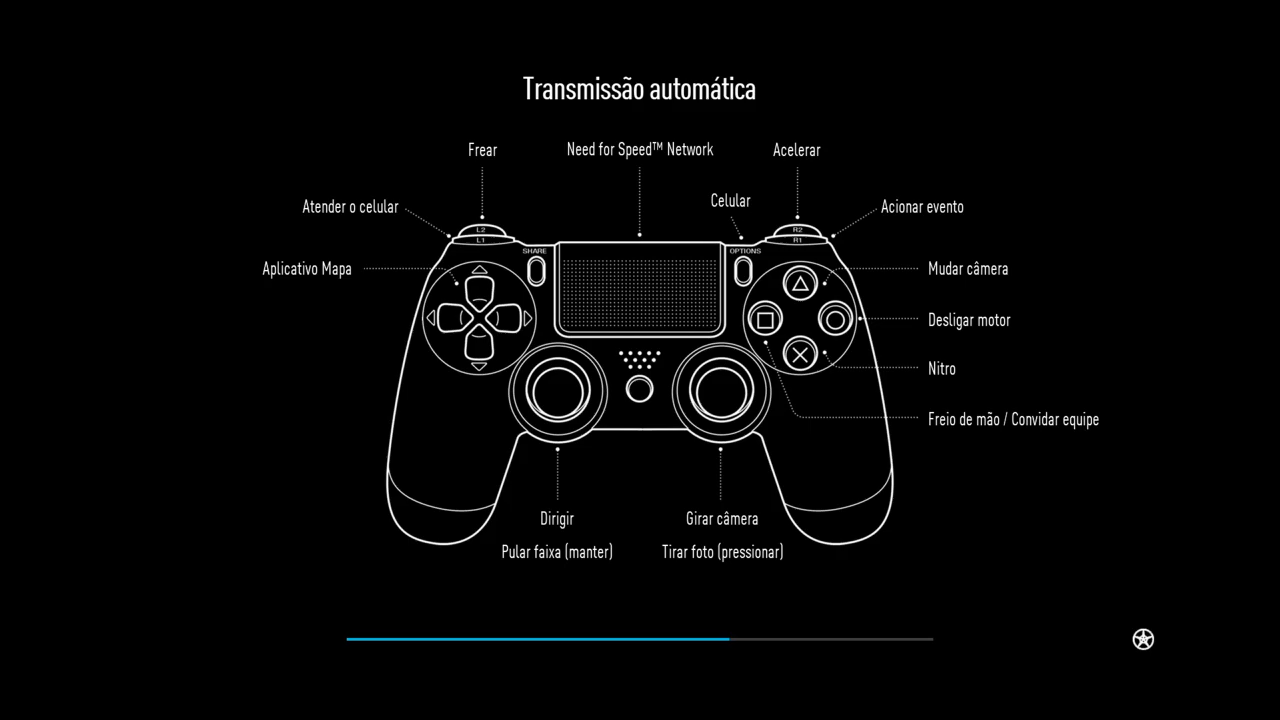 Transmissão automática
Frear
Need for Speed™ Network
Acelerar
Celular
Atender o celular
Acionar evento
L2
R2
L1
R1
SHARE
OPTIONS
Aplicativo Mapa
Mudar câmera
Desligar motor
Nitro
Freio de mão / Convidar equipe
Dirigir
Girar câmera
Pular faixa (manter)
Tirar foto (pressionar)